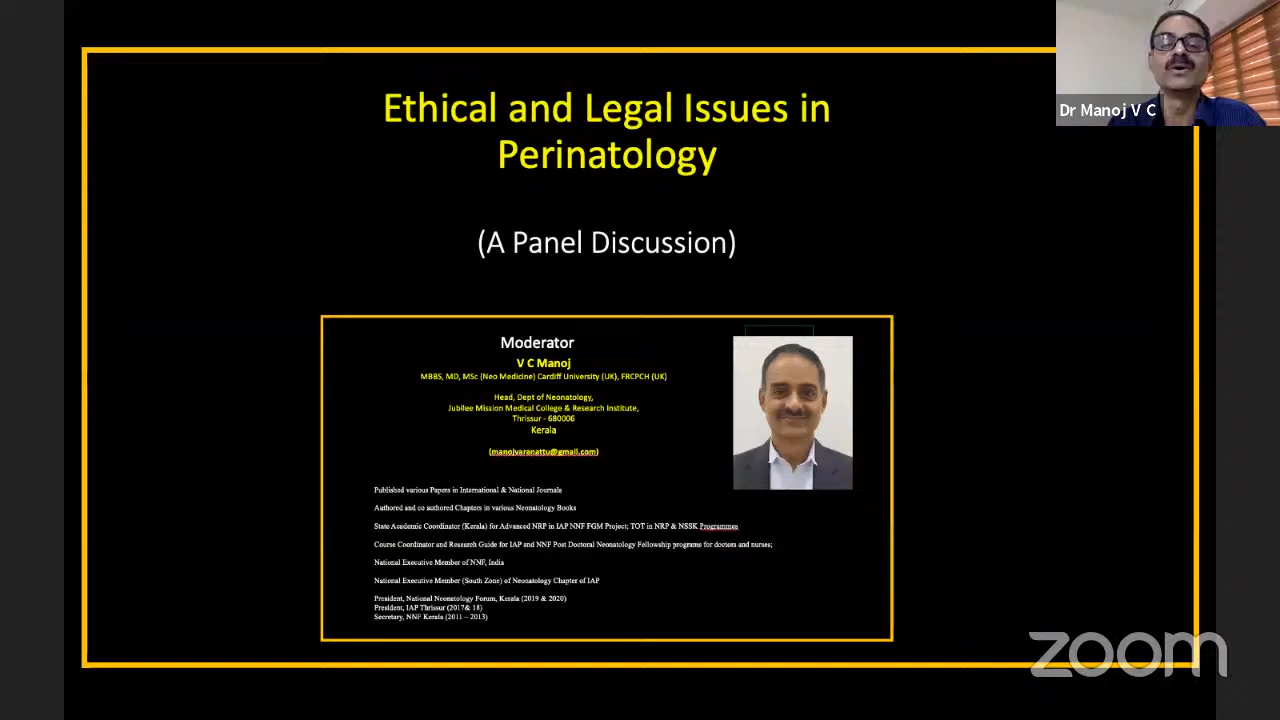 Ethical and Legal Issues in
Perinatology
(A Panel Discussion)
Dr Manoj V C
Moderator
V C Manoj
MBBS, MD, MSc (Neo Medicine) Cardiff University (UK), FRCPCH (UK)
Head, Dept of Neonatology,
Jubilee Mission Medical College & Research Institute,
Thrissur - 680006
Kerala
(manojvaranattu@gmail.com)
Published various Papers in International & National Journals
Authored and co authored Chapters in various Neonatology Books
State Academic Coordinator (Kerala) for Advanced NRP in IAP NNF FGM Project; TOT in NRP & NSSK Programmes
Course Coordinator and Research Guide for IAP and NNF Post Doctoral Neonatology Fellowship programs for doctors and nurses;
National Executive Member of NNF, India
National Executive Member (South Zone) of Neonatology Chapter of IAP
President, National Neonatology Forum, Kerala (2019 & 2020)
President, IAP Thrissur (2017& 18)
Secretary, NNF Kerala (2011 – 2013)
zoom